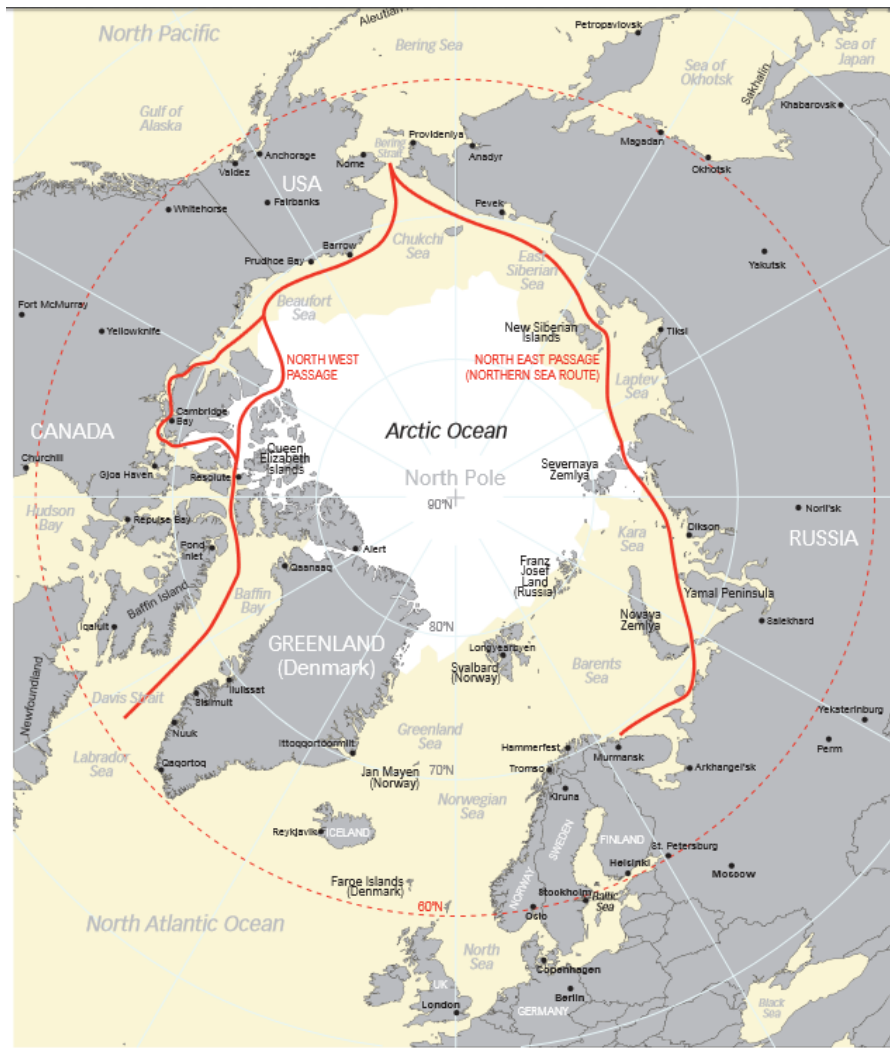 Aleutian
Petropavlovsk
North Pacific
Bering Sea
Sea of
Japan
Sea of
Okhotsk
Sakhalin
Khabarovsk
Gulf of
Alaska
Provideniya
Bering
Strait
Magadan
Anchorage
Nome
Anadyr
Okhotsk
Valdez
USA
Whitehorse
Fairbanks
Pevek
Chukchi
Sea
Barrow
Prudhoe Bay
East
Siberian
Sea
Yakutsk
Fort McMurray
Beaufort
Sea
Yellowknife
New Siberian
Islands
Tiksi
NORTH WEST
PASSAGE
NORTH EAST PASSAGE
(NORTHERN SEA ROUTE)
Laptev
Sea
Cambridge
Bay
CANADA
Arctic Ocean
Queen
Elizabeth
Islands
Churchill
Gjoa Haven
Resolute
North Pole
Severnaya
Zemlya
90°N
Noril'sk
Hudson
Bay
Repulse Bay
Kara
Sea
Dikson
RUSSIA
Pond
Inlet
Alert
Qaanaaq
Franz
Josef
Land
(Russia)
Baffin Island
Baffin
Bay
Yamal Peninsula
Novaya
Zemlya
Salekhard
Iqaluit
80°N
GREENLAND
(Denmark)
Longyearbyen
Svalbard
(Norway)
Barents
Sea
Newfoundland
Davis Strait
Ilulissat
Sisimiut
Nuuk
Greenland
Sea
Yeksterinburg
Perm
Labrador
Sea
Ittoqqortoormiit
Hammerfest
Murmansk
Qaqortoq
Jan Mayen
(Norway)
70°N
Tromso
Arkhangel'sk
Kiruna
Norwegian
Sea
Reykjavik
ICELAND
SWEDEN
FINLAND
St. Petersburg
Helsinki
Moscow
Faroe Islands
(Denmark)
NORWAY
Stockholm
Baltic
Sea
60°N
Oslo
North Atlantic Ocean
North
Sea
Copenhagen
UK
Berlin
London
GERMANY
Black
Sea